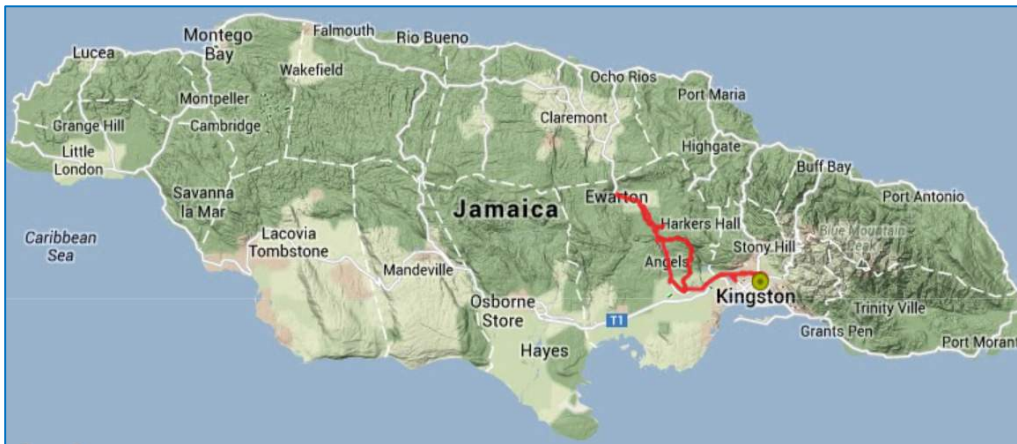 Montego
Bay
Falmouth
Rio Bueno
Lucea
Wakefield
Ocho Rios
Montpeller
Port Maria
Claremont
Grange Hill
Cambridge
Highgate
Little
London
Buff Bay
Savanna
la Mar
Ewarton
Port Antonio
Jamaica
Harkers Hall
Caribbean
Sea
Lacovia
Tombstone
Stony Hill
Blue Mountain
Peak
Mandeville
Angels
Osborne
Store
Kingston
Trinity Ville
T1
Grants Pen
Hayes
Port Morant